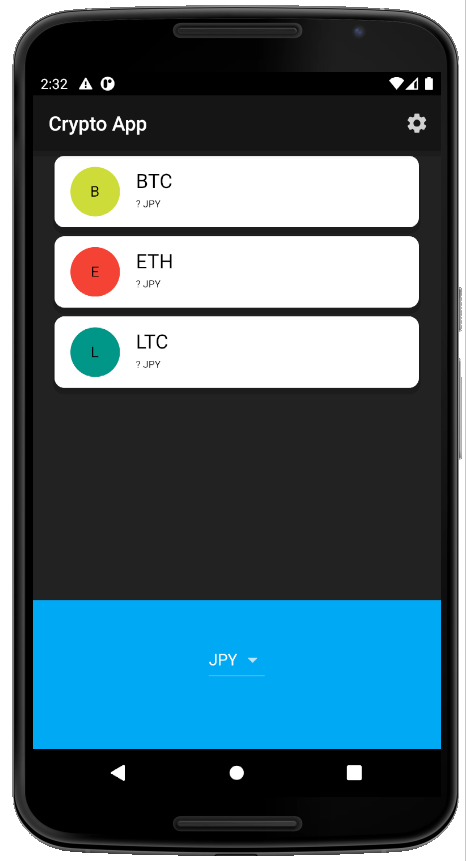 2:32
Crypto App
B
BTC
? JPY
E
ETH
? JPY
L
LTC
? JPY
JPY